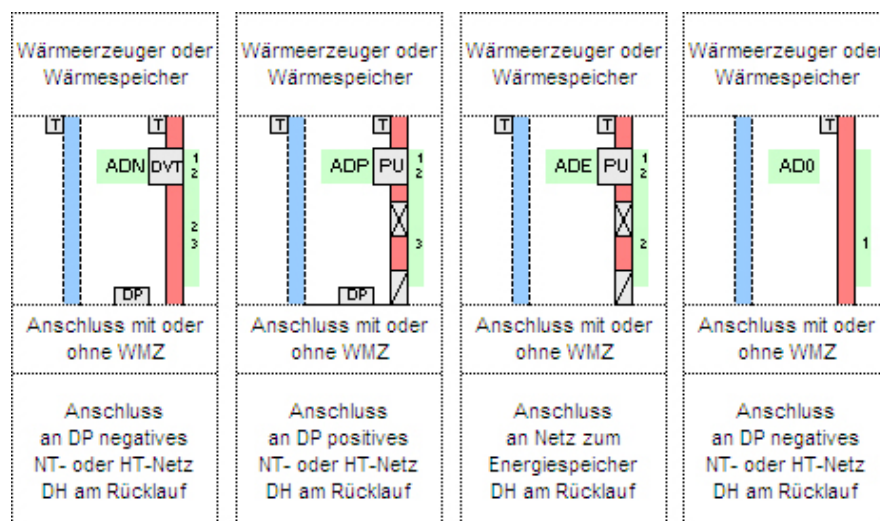 Wärmeerzeuger oder
Wärmespeicher
T
T
ADN
DVT
1
2
2
3
DP
Anschluss mit oder
ohne WMZ
Anschluss
an DP negatives
NT- oder HT-Netz
DH am Rücklauf
Wärmeerzeuger oder
Wärmespeicher
T
T
ADP
PU
1
2
3
DP
Anschluss mit oder
ohne WMZ
Anschluss
an DP positives
NT- oder HT-Netz
DH am Rücklauf
Wärmeerzeuger oder
Wärmespeicher
T
T
ADE
PU
1
2
2
Anschluss mit oder
ohne WMZ
Anschluss
an Netz zum
Energiespeicher
DH am Rücklauf
Wärmeerzeuger oder
Wärmespeicher
T
AD0
1
Anschluss mit oder
ohne WMZ
Anschluss
an DP negatives
NT- oder HT-Netz
DH am Rücklauf